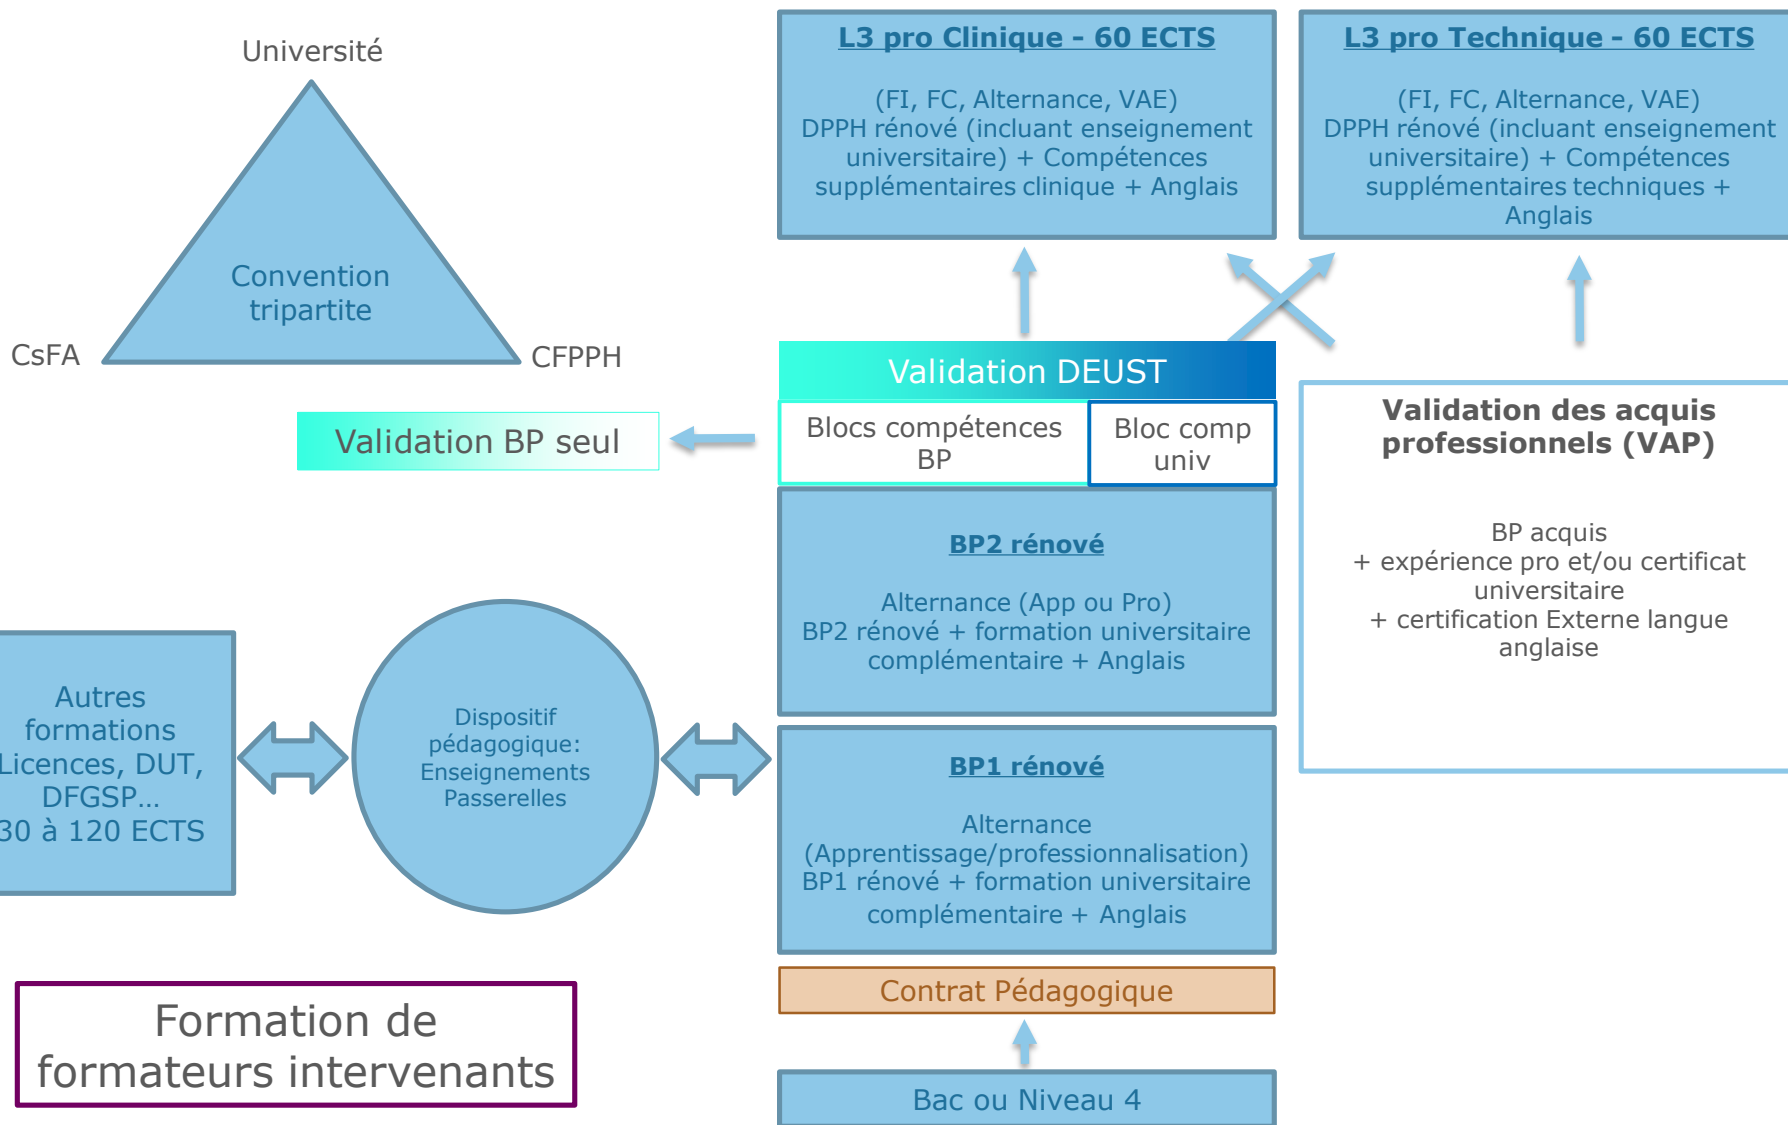 Université
Convention
tripartite
CsFA
CFPPH
L3 pro Clinique – 60 ECTS
(FI, FC, Alternance, VAE)
DPPH rénové (incluant enseignement
universitaire) + Compétences
supplémentaires clinique + Anglais
L3 pro Technique – 60 ECTS
(FI, FC, Alternance, VAE)
DPPH rénové (incluant enseignement
universitaire) + Compétences
supplémentaires techniques +
Anglais
Validation DEUST
Blocs compétences
BP
Bloc comp
univ
Validation BP seul
Validation des acquis
professionnels (VAP)
BP acquis
+ expérience pro et/ou certificat
universitaire
+ certification Externe langue
anglaise
BP2 rénové
Alternance (App ou Pro)
BP2 rénové + formation universitaire
complémentaire + Anglais
Autres
formations
Licences, DUT,
DFGSP…
30 à 120 ECTS
Dispositif
pédagogique:
Enseignements
Passerelles
BP1 rénové
Alternance
(Apprentissage/professionnalisation)
BP1 rénové + formation universitaire
complémentaire + Anglais
Contrat Pédagogique
Bac ou Niveau 4
Formation de
formateurs intervenants